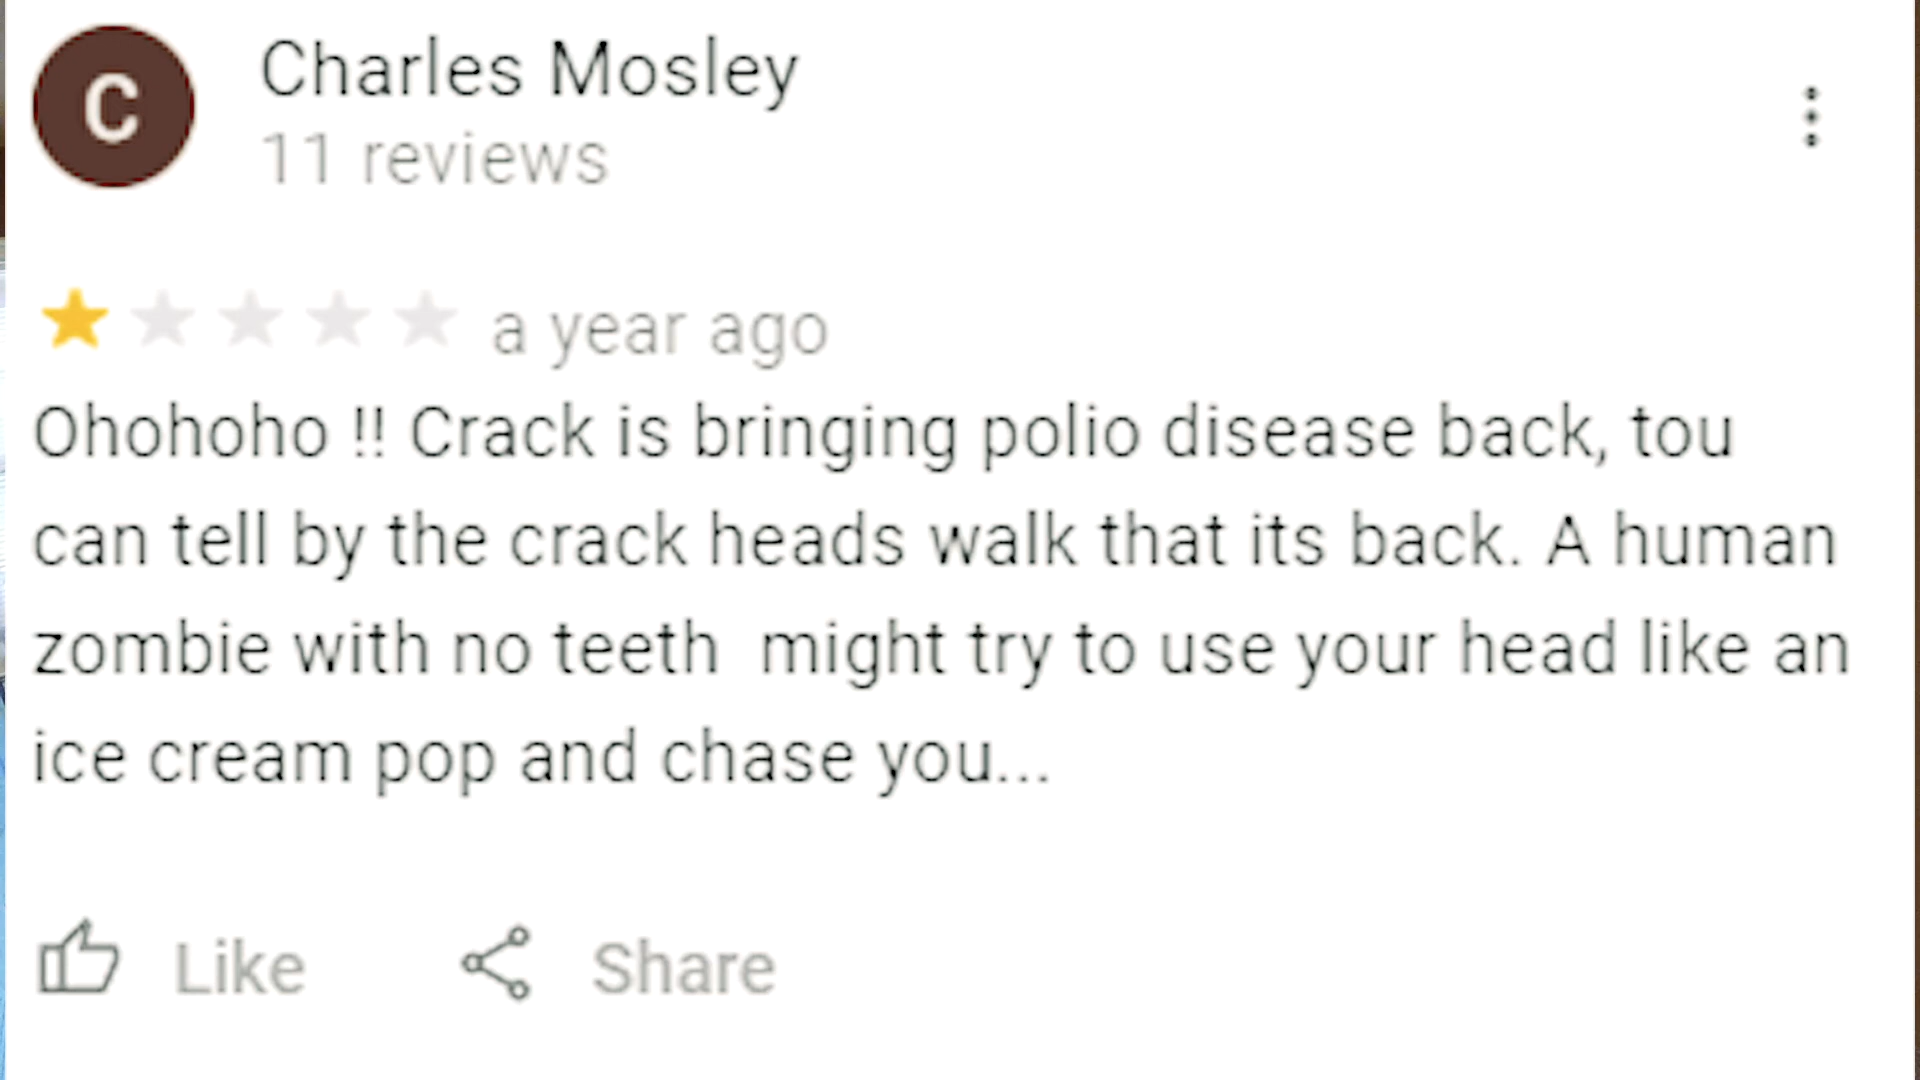 C
Charles Mosley
11 reviews
a year ago
Ohohoho !! Crack is bringing polio disease back, tou
can tell by the crack heads walk that its back. A human
zombie with no teeth  might try to use your head like an
ice cream pop and chase you...
Like
Share